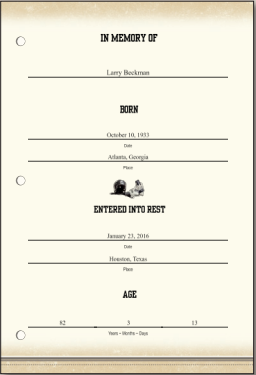 IN MEMORY OF
Larry Beckman
BORN
October 10, 1933
Date
Atlanta, Georgia
Place
ENTERED INTO REST
January 23, 2016
Date
Houston, Texas
Place
AGE
82 3 13
Years - Months - Days